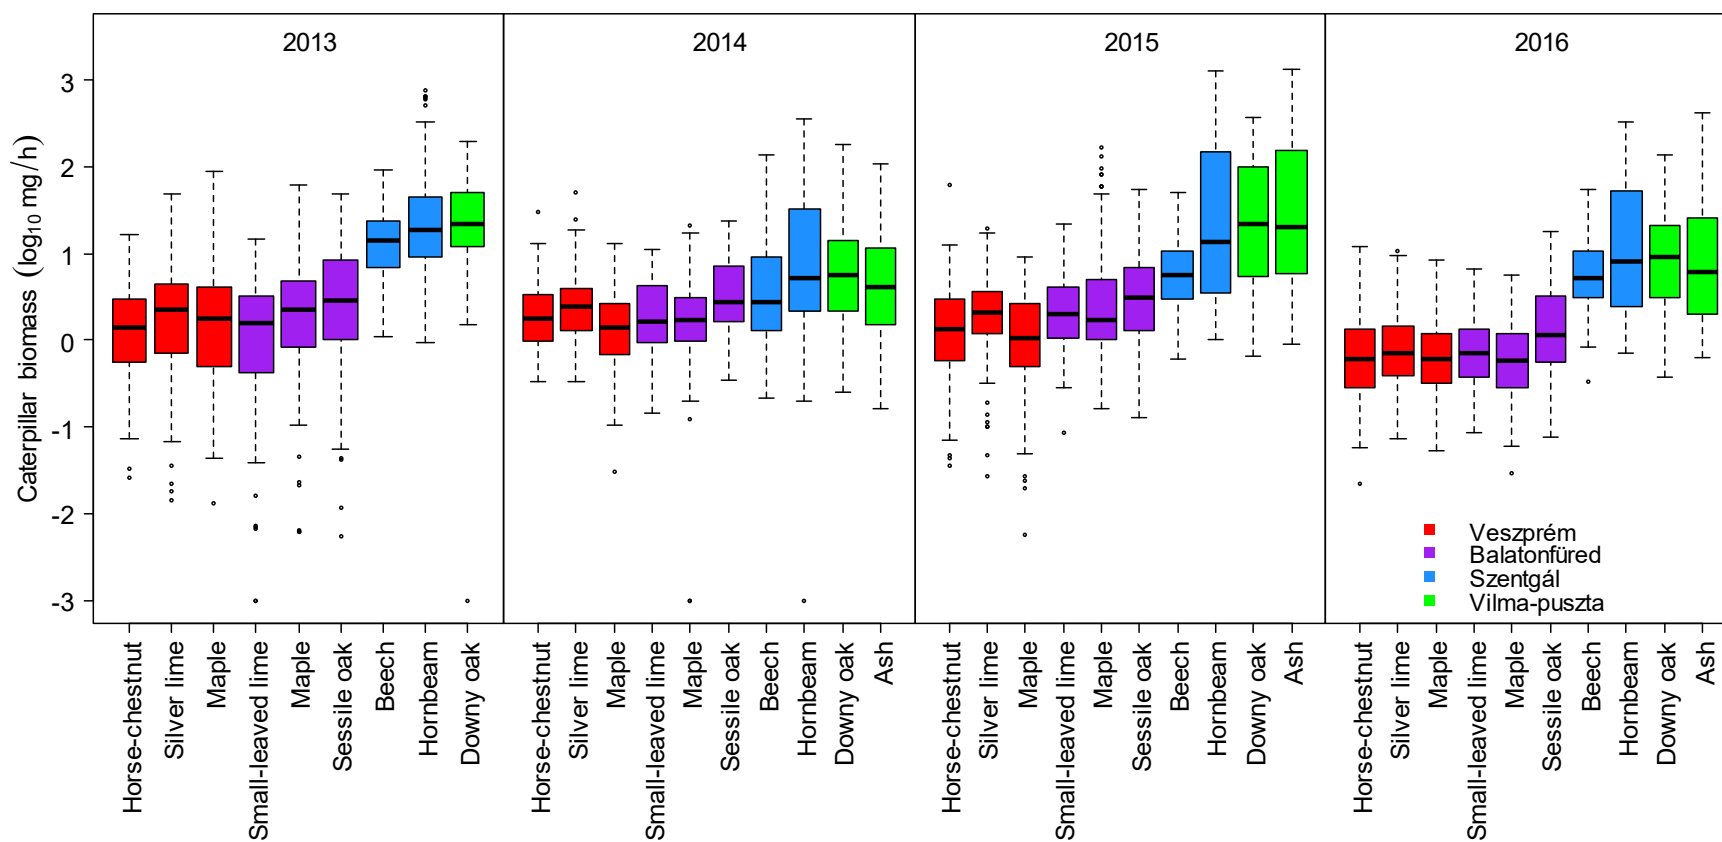 2013
2014
2015
2016
Caterpillar biomass (log10 mg/h)
3
2
1
0
-1
-2
-3
Veszprém
Balatonfüred
Szentgál
Vilma-puszta
Horse-chestnut
Silver lime
Maple
Small-leaved lime
Maple
Sessile oak
Beech
Hornbeam
Downy oak
Horse-chestnut
Silver lime
Maple
Small-leaved lime
Maple
Sessile oak
Beech
Hornbeam
Downy oak
Ash
Horse-chestnut
Silver lime
Maple
Small-leaved lime
Maple
Sessile oak
Beech
Hornbeam
Downy oak
Ash
Horse-chestnut
Silver lime
Maple
Small-leaved lime
Maple
Sessile oak
Beech
Hornbeam
Downy oak
Ash